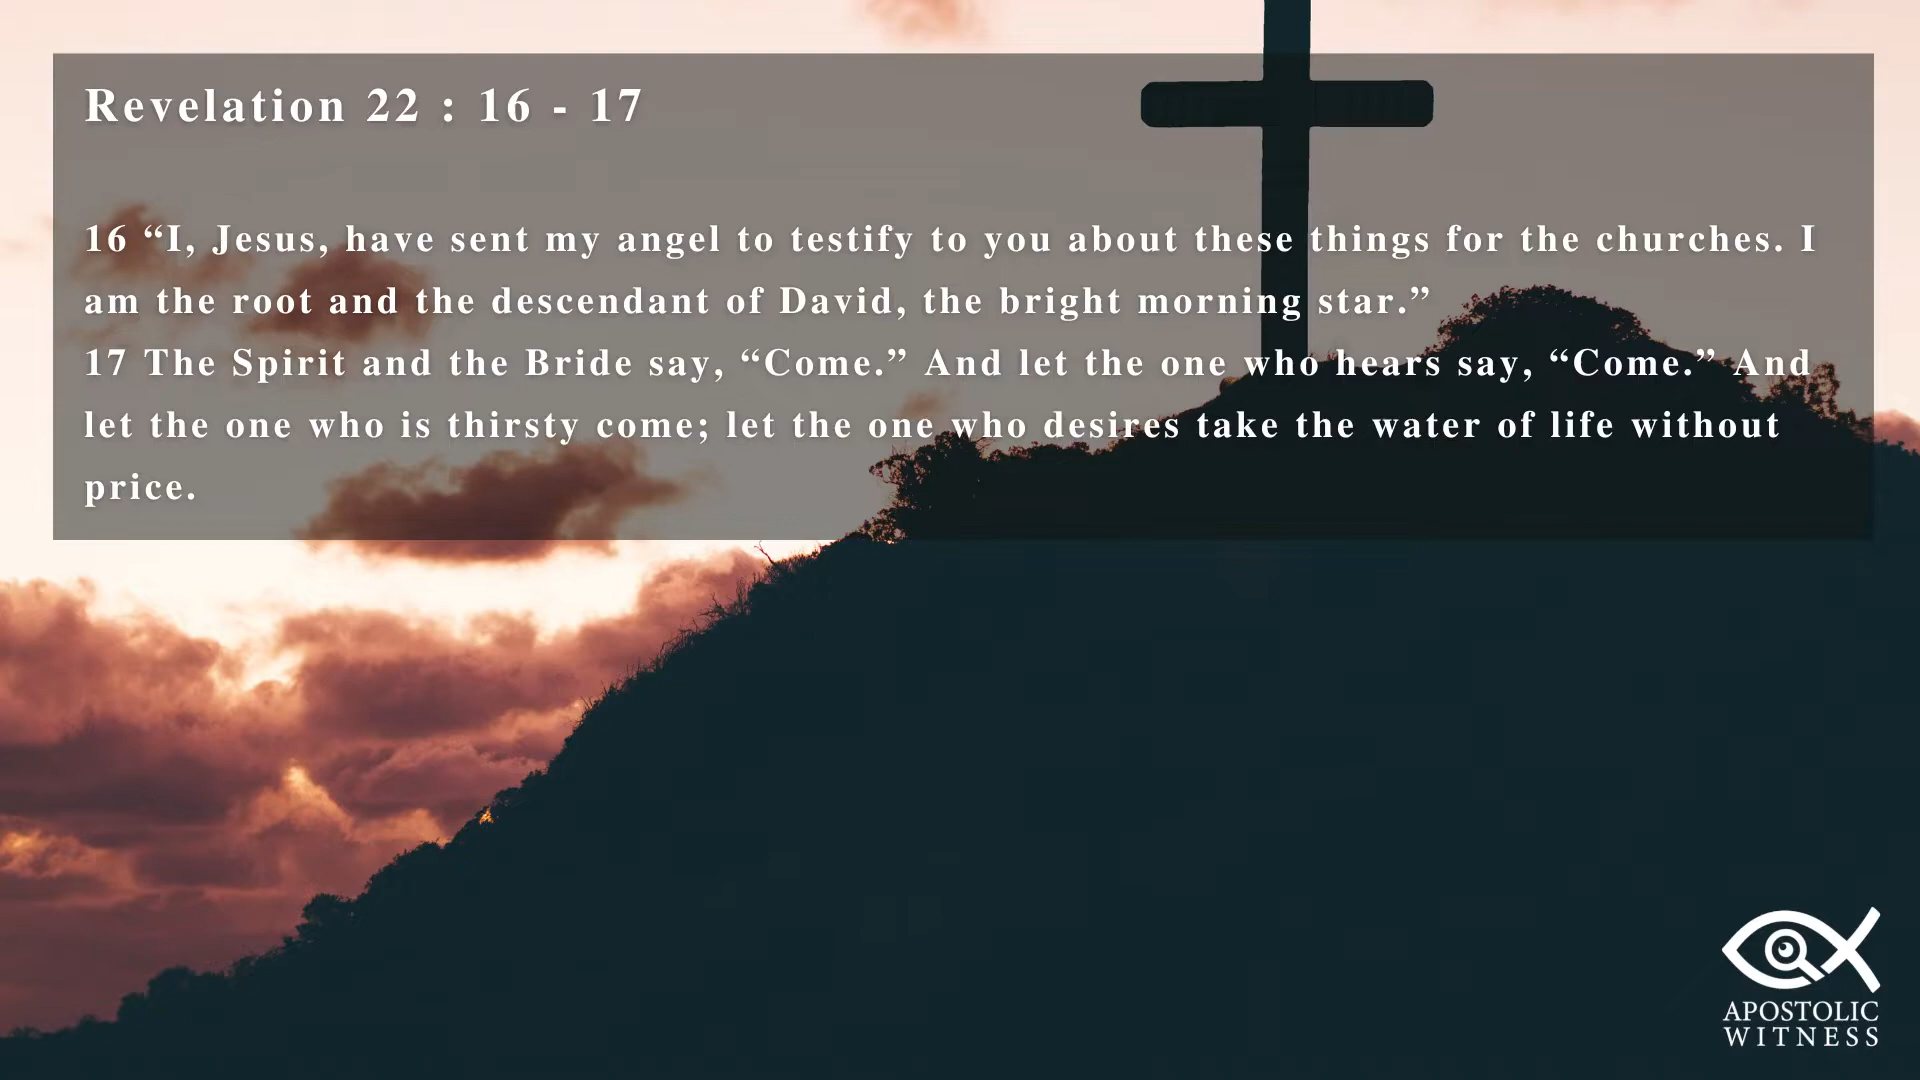 Revelation 22 : 16 - 17
16 “I, Jesus, have sent my angel to testify to you about these things for the churches. I
am the root and the descendant of David, the bright morning star.”
17 The Spirit and the Bride say, “Come.” And let the one who hears say, “Come.” And
let the one who is thirsty come; let the one who desires take the water of life without
price.
APOSTOLIC
WITNESS